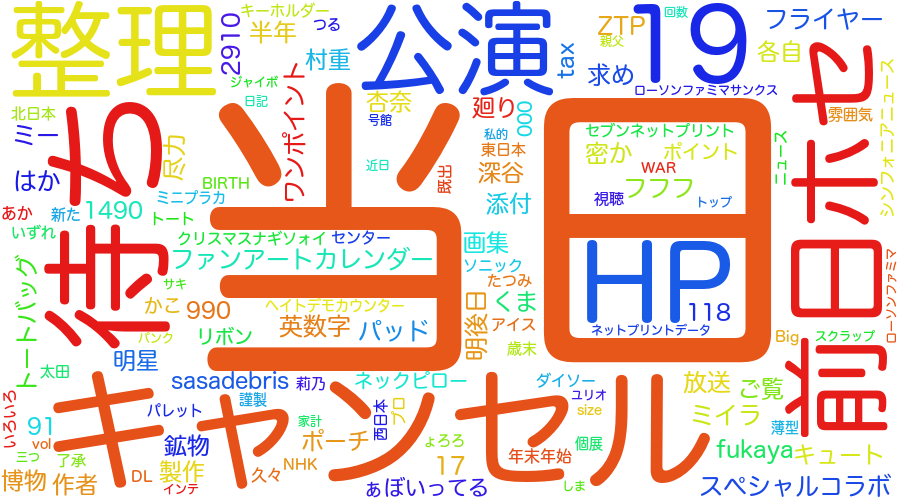 整理
公演
19
当日
待ち
キャンセル
前日ホセ
HP
2910
キーホルダー
つる
半年
村重
ジャイボ
日記
ワンポイント
杏奈
号館
廻り
000
tax
ZTP
親父
回数
求め
フライヤー
各自
ローソンファミマサンクス
北日本
ミー
はか
尽力
BIRTH
ミニプラカ
あか
新た
1490
トート
いずれ
クリスマスナギソォイ
センター
ファンアートカレンダー
近日
既出
私的
東日本
深谷
添付
画集
ソニック
たつみ
セブンネットプリント
密か
ポイント
WAR
フフフ
視聴
トップ
ニュース
雰囲気
シンフォニアニュース
トートバッグ
サキ
かこ
990
ヘイトデモカウンター
パンク
リボン
英数字
パッド
明後日
くま
アイス
歳末
118
ネットプリントデータ
Big
スクラップ
ローソンファミマ
太田
明星
sasadebris
莉乃
ネックピロー
ダイソー
ユリオ
放送
ご覧
いろいろ
91
vol
三つ
了承
パレット
謹製
鉱物
家計
西日本
プロ
ポーチ
ょろろ
size
個展
ミイラ
薄型
fukaya
キュート
博物
作者
DL
製作
インテ
久々
NHK
ぁぼいってる
17
年末年始
しま
スペシャルコラボ